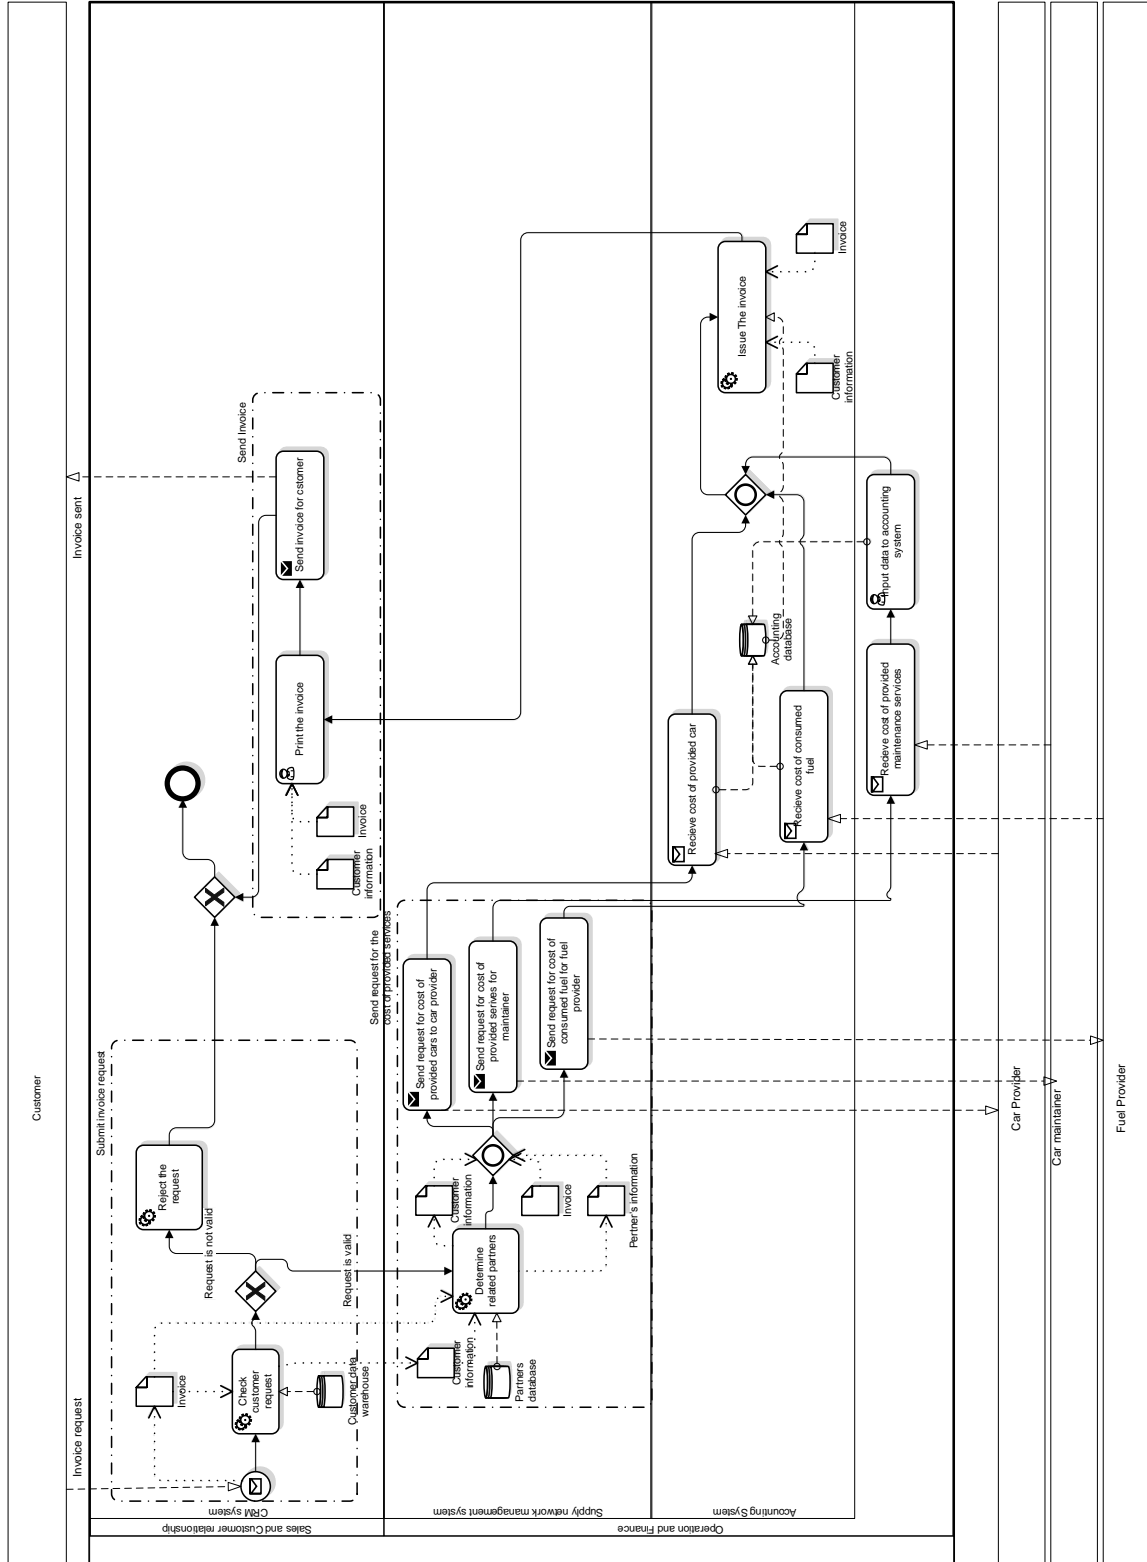 Customer
Invoice request
Invoice sent
Sales and Customer relationship
CRM system
Submit invoice request
Invoice
Check
customer
request
Customer data
warehouse
Request is not valid
Request is valid
Reject the
request
Send Invoice
Customer
information
Invoice
Print the invoice
Send invoice for cstomer
Operation and Finance
Supply network management system
Send request for the
cost of provided services
Customer
information
Partners
database
Determine
related partners
Customer
information
Invoice
Pertner's information
Send request for cost of
provided cars to car provider
Send request for cost of
provided serives for
maintainer
Send request for cost of
consumed fuel for fuel
provider
Accounting System
Recieve cost of provided car
Recieve cost of consumed
fuel
Recieve cost of provided
maintenance services
Accounting
database
Input data to accounting
system
Issue The invoice
Customer
information
Invoice
Car Provider
Car maintainer
Fuel Provider